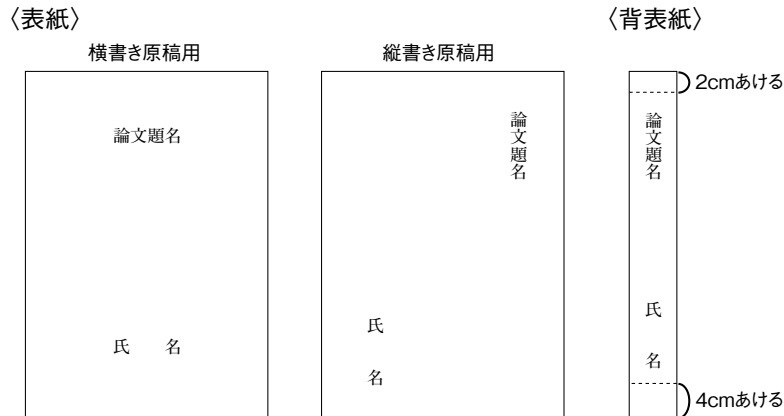 〈表紙〉
〈背表紙〉
横書き原稿用
縦書き原稿用
2cmあける
論文題名
論文題名
論文題名
氏　名
氏　名
氏　名
4cmあける